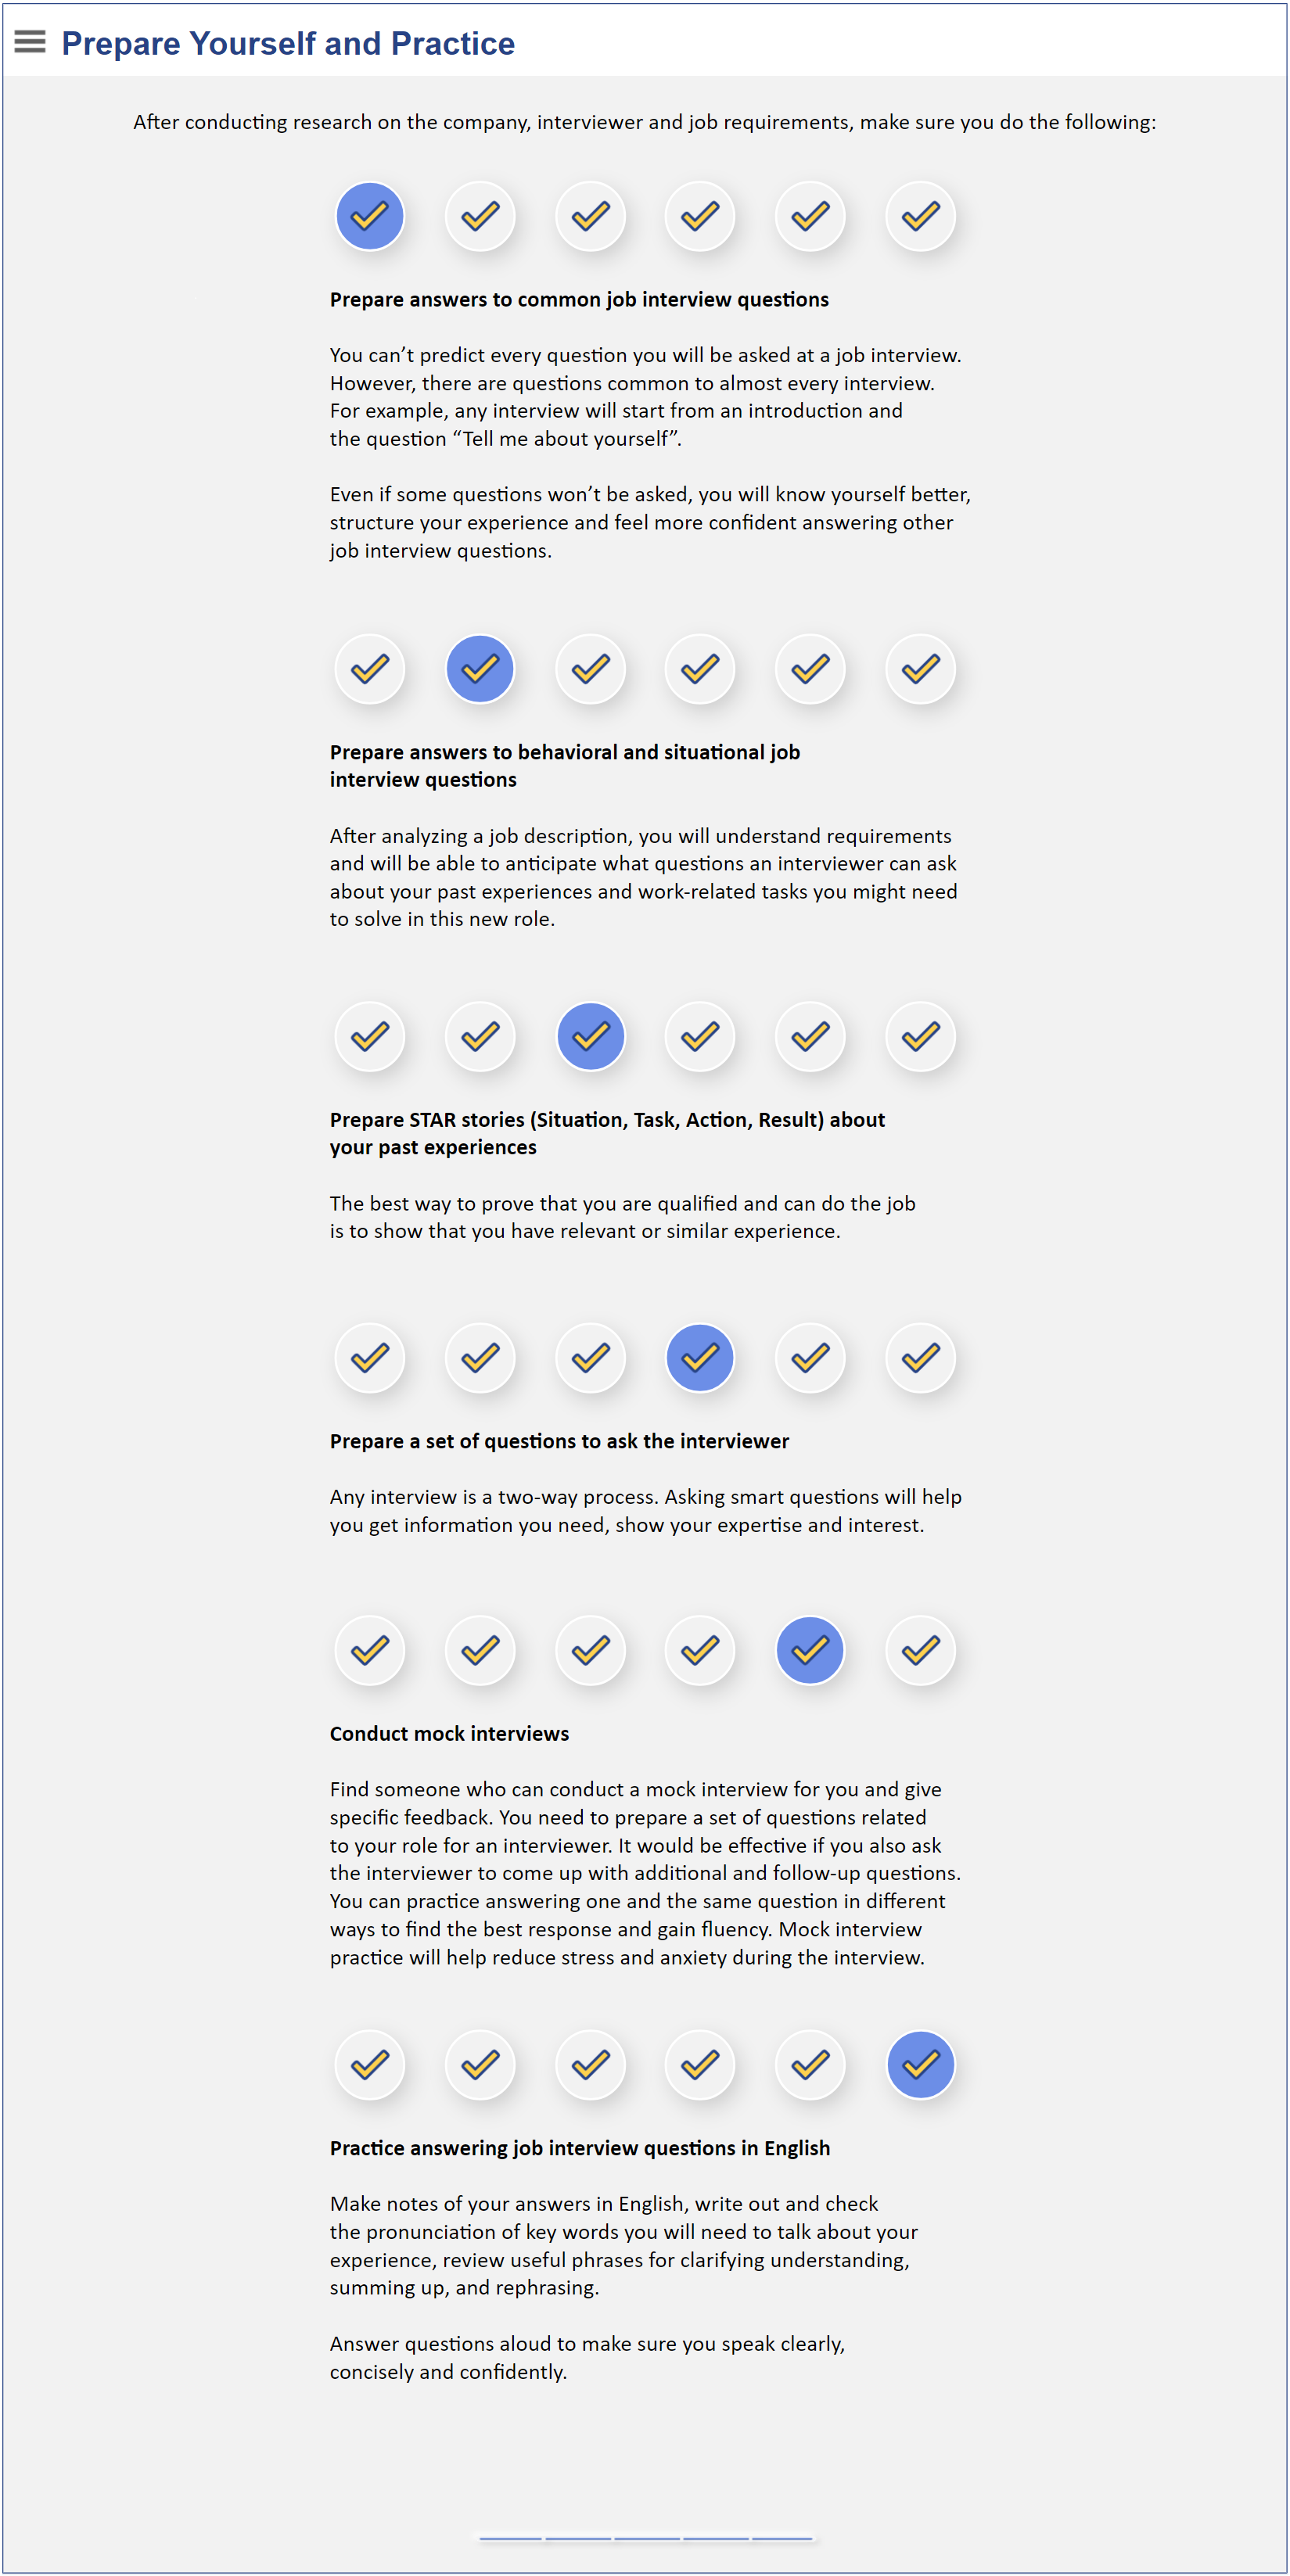 Prepare Yourself and Practice
After conducting research on the company, interviewer and job requirements, make sure you do the following:
Prepare answers to common job interview questions
You can’t predict every question you will be asked at a job interview.
However, there are questions common to almost every interview.
For example, any interview will start from an introduction and
the question “Tell me about yourself”.
Even if some questions won’t be asked, you will know yourself better,
structure your experience and feel more confident answering other
job interview questions.
Prepare answers to behavioral and situational job
interview questions
After analyzing a job description, you will understand requirements
and will be able to anticipate what questions an interviewer can ask
about your past experiences and work-related tasks you might need
to solve in this new role.
Prepare STAR stories (Situation, Task, Action, Result) about
your past experiences
The best way to prove that you are qualified and can do the job
is to show that you have relevant or similar experience.
Prepare a set of questions to ask the interviewer
Any interview is a two-way process. Asking smart questions will help
you get information you need, show your expertise and interest.
Conduct mock interviews
Find someone who can conduct a mock interview for you and give
specific feedback. You need to prepare a set of questions related
to your role for an interviewer. It would be effective if you also ask
the interviewer to come up with additional and follow-up questions.
You can practice answering one and the same question in different
ways to find the best response and gain fluency. Mock interview
practice will help reduce stress and anxiety during the interview.
Practice answering job interview questions in English
Make notes of your answers in English, write out and check
the pronunciation of key words you will need to talk about your
experience, review useful phrases for clarifying understanding,
summing up, and rephrasing.
Answer questions aloud to make sure you speak clearly,
concisely and confidently.